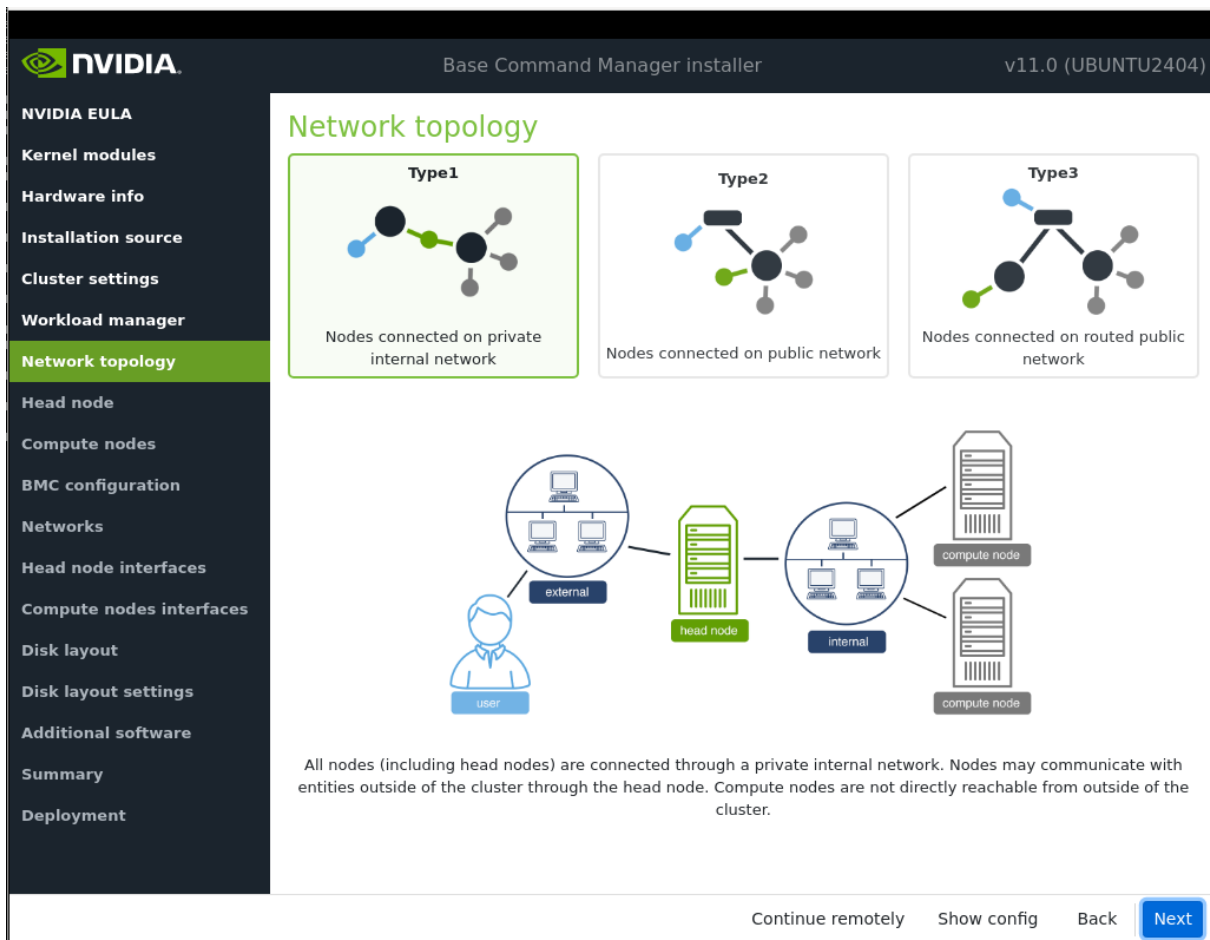 NVIDIA.
Base Command Manager installer
v11.0 (UBUNTU2404)
NVIDIA EULA
Kernel modules
Hardware info
Installation source
Cluster settings
Workload manager
Network topology
Head node
Compute nodes
BMC configuration
Networks
Head node interfaces
Compute nodes interfaces
Disk layout
Disk layout settings
Additional software
Summary
Deployment
Network topology
Type1
Nodes connected on private
internal network
Type2
Nodes connected on public network
Type3
Nodes connected on routed public
network
external
user
head node
internal
compute node
compute node
All nodes (including head nodes) are connected through a private internal network. Nodes may communicate with
entities outside of the cluster through the head node. Compute nodes are not directly reachable from outside of the
cluster.
Continue remotely
Show config
Back
Next